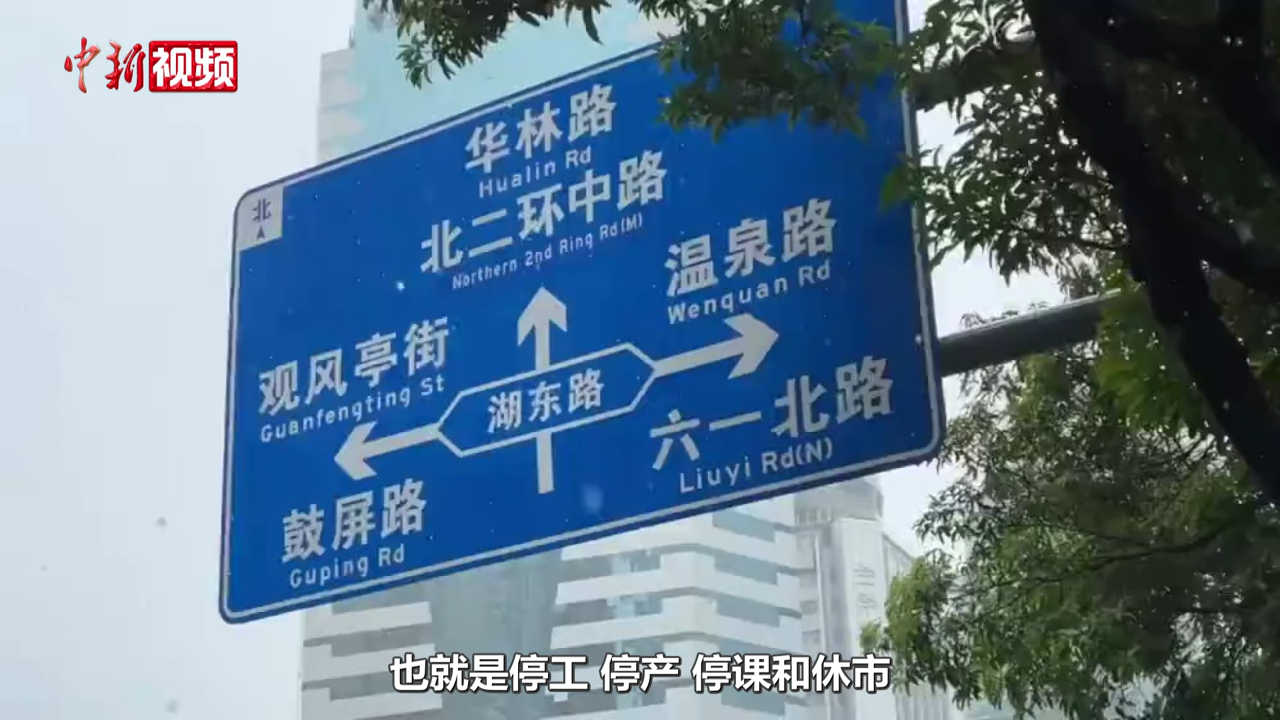 中新视频
北
华林路
Hualin Rd
北二环中路
Northern 2nd Ring Rd(M)
温泉路
Wenquan Rd
观风亭街
Guanfengting St
湖东路
六一北路
Liuyi Rd(N)
鼓屏路
Guping Rd
也就是停工 停产 停课和休市